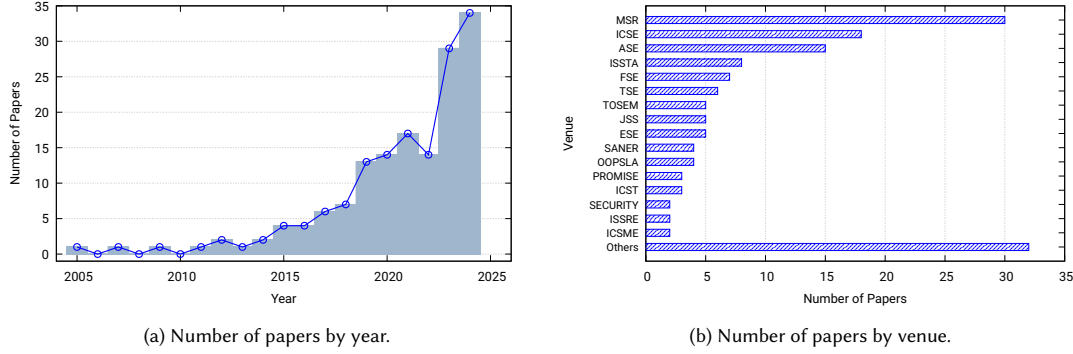 35
30
25
20
15
10
5
0
Number of Papers
2005 2010 2015 2020 2025
Year
(a) Number of papers by year.
Venue
MSR
ICSE
ASE
ISSTA
FSE
TSE
TOSEM
JSS
ESE
SANER
OOPSLA
PROMISE
ICST
SECURITY
ISSRE
ICSME
Others
0 5 10 15 20 25 30 35
Number of Papers
(b) Number of papers by venue.